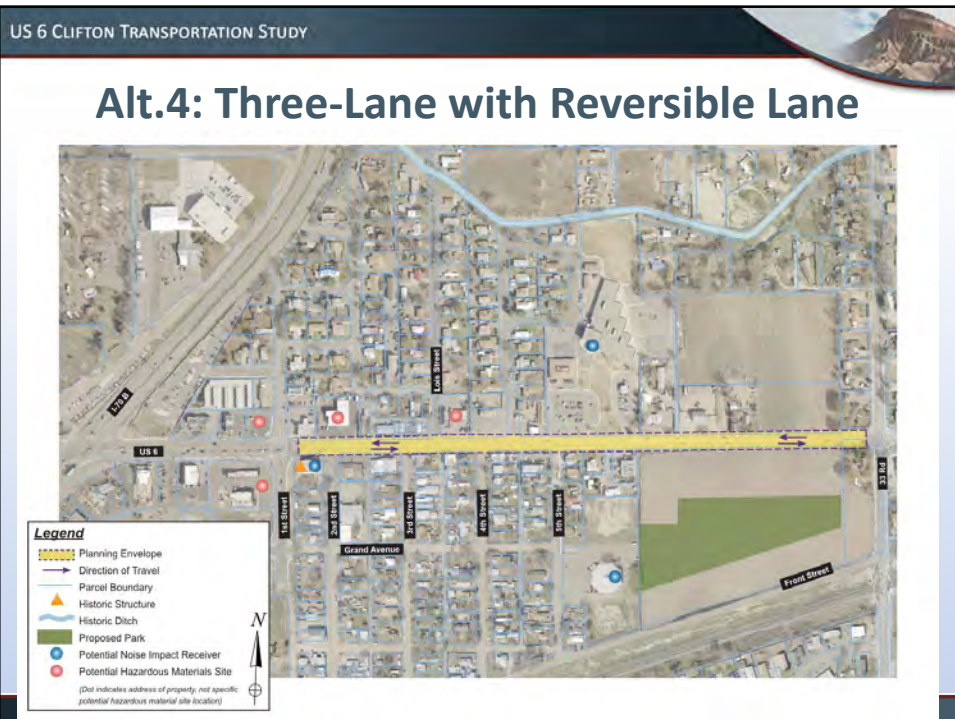 US 6 CLIFTON TRANSPORTATION STUDY
Alt.4: Three-Lane with Reversible Lane
Lois Street
I-70 B
US 6
33 Rd
1st Street
2nd Street
3rd Street
4th Street
5th Street
Grand Avenue
Front Street
Legend
Planning Envelope
Direction of Travel
Parcel Boundary
Historic Structure
Historic Ditch
Proposed Park
Potential Noise Impact Receiver
Potential Hazardous Materials Site
(Dot indicates address of property, not specific
potential hazardous material site location)
N